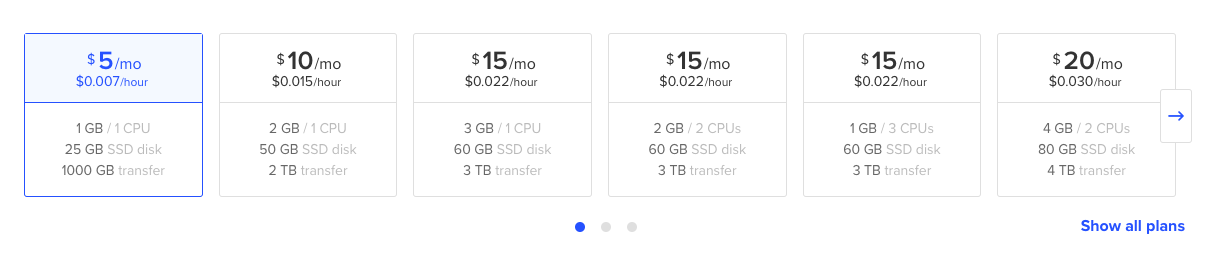 $5/mo
$0.007/hour
1 GB / 1 CPU
25 GB SSD disk
1000 GB transfer
$10/mo
$0.015/hour
2 GB / 1 CPU
50 GB SSD disk
2 TB transfer
$15/mo
$0.022/hour
3 GB / 1 CPU
60 GB SSD disk
3 TB transfer
$15/mo
$0.022/hour
2 GB / 2 CPUs
60 GB SSD disk
3 TB transfer
$15/mo
$0.022/hour
1 GB / 3 CPUs
60 GB SSD disk
3 TB transfer
$20/mo
$0.030/hour
4 GB / 2 CPUs
80 GB SSD disk
4 TB transfer
Show all plans